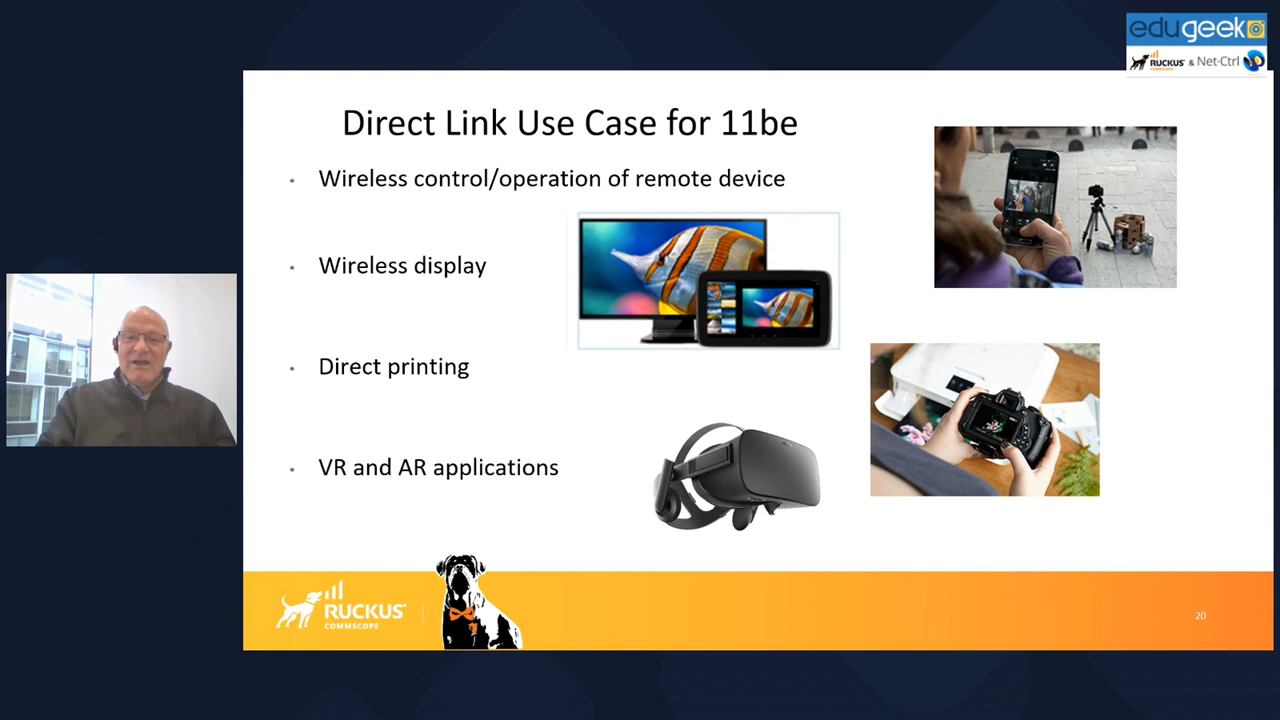 edugeek
RUCKUS & Net-Ctrl
COMMSCOPE
Direct Link Use Case for 11be
• Wireless control/operation of remote device
• Wireless display
• Direct printing
• VR and AR applications
RUCKUS
COMMSCOPE
20